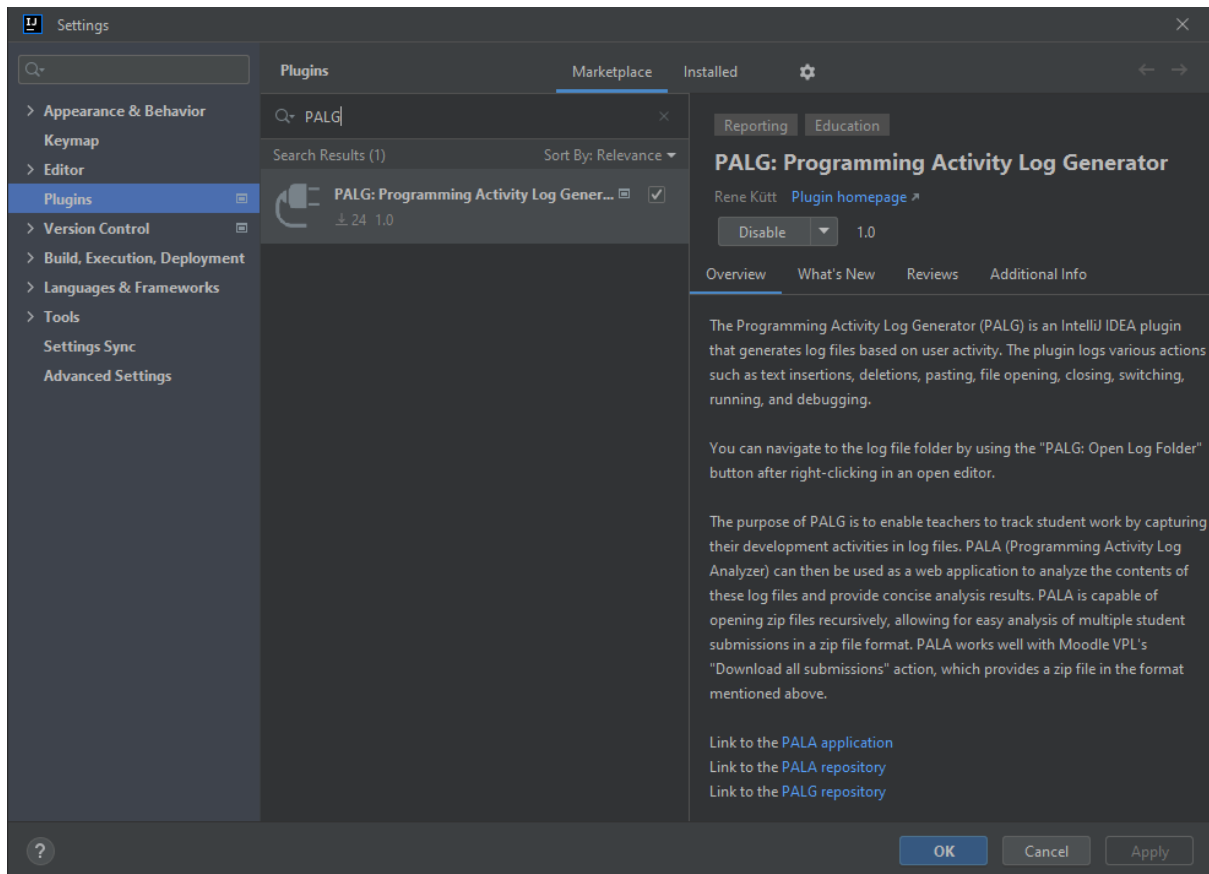 IJ Settings
Plugins Marketplace Installed
Appearance & Behavior
Keymap
Editor
Plugins
Version Control
Build, Execution, Deployment
Languages & Frameworks
Tools
Settings Sync
Advanced Settings
PALG
Search Results (1) Sort By: Relevance
PALG: Programming Activity Log Gener...
24 1.0
Reporting Education
PALG: Programming Activity Log Generator
Rene Kütt Plugin homepage ↗
Disable 1.0
Overview What's New Reviews Additional Info
The Programming Activity Log Generator (PALG) is an IntelliJ IDEA plugin
that generates log files based on user activity. The plugin logs various actions
such as text insertions, deletions, pasting, file opening, closing, switching,
running, and debugging.
You can navigate to the log file folder by using the "PALG: Open Log Folder"
button after right-clicking in an open editor.
The purpose of PALG is to enable teachers to track student work by capturing
their development activities in log files. PALA (Programming Activity Log
Analyzer) can then be used as a web application to analyze the contents of
these log files and provide concise analysis results. PALA is capable of
opening zip files recursively, allowing for easy analysis of multiple student
submissions in a zip file format. PALA works well with Moodle VPL's
"Download all submissions" action, which provides a zip file in the format
mentioned above.
Link to the PALA application
Link to the PALA repository
Link to the PALG repository
? OK Cancel Apply